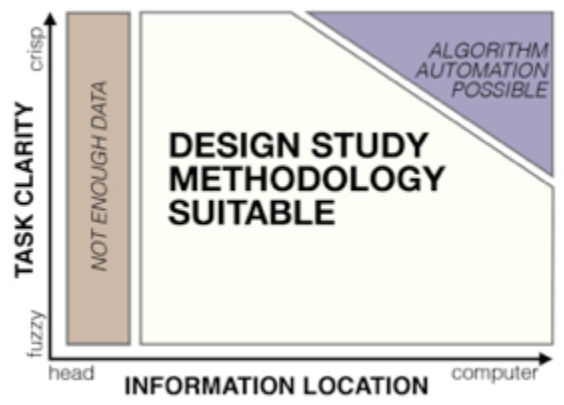 crisp
TASK CLARITY
fuzzy
NOT ENOUGH DATA
DESIGN STUDY
METHODOLOGY
SUITABLE
ALGORITHM
AUTOMATION
POSSIBLE
head
INFORMATION LOCATION
computer